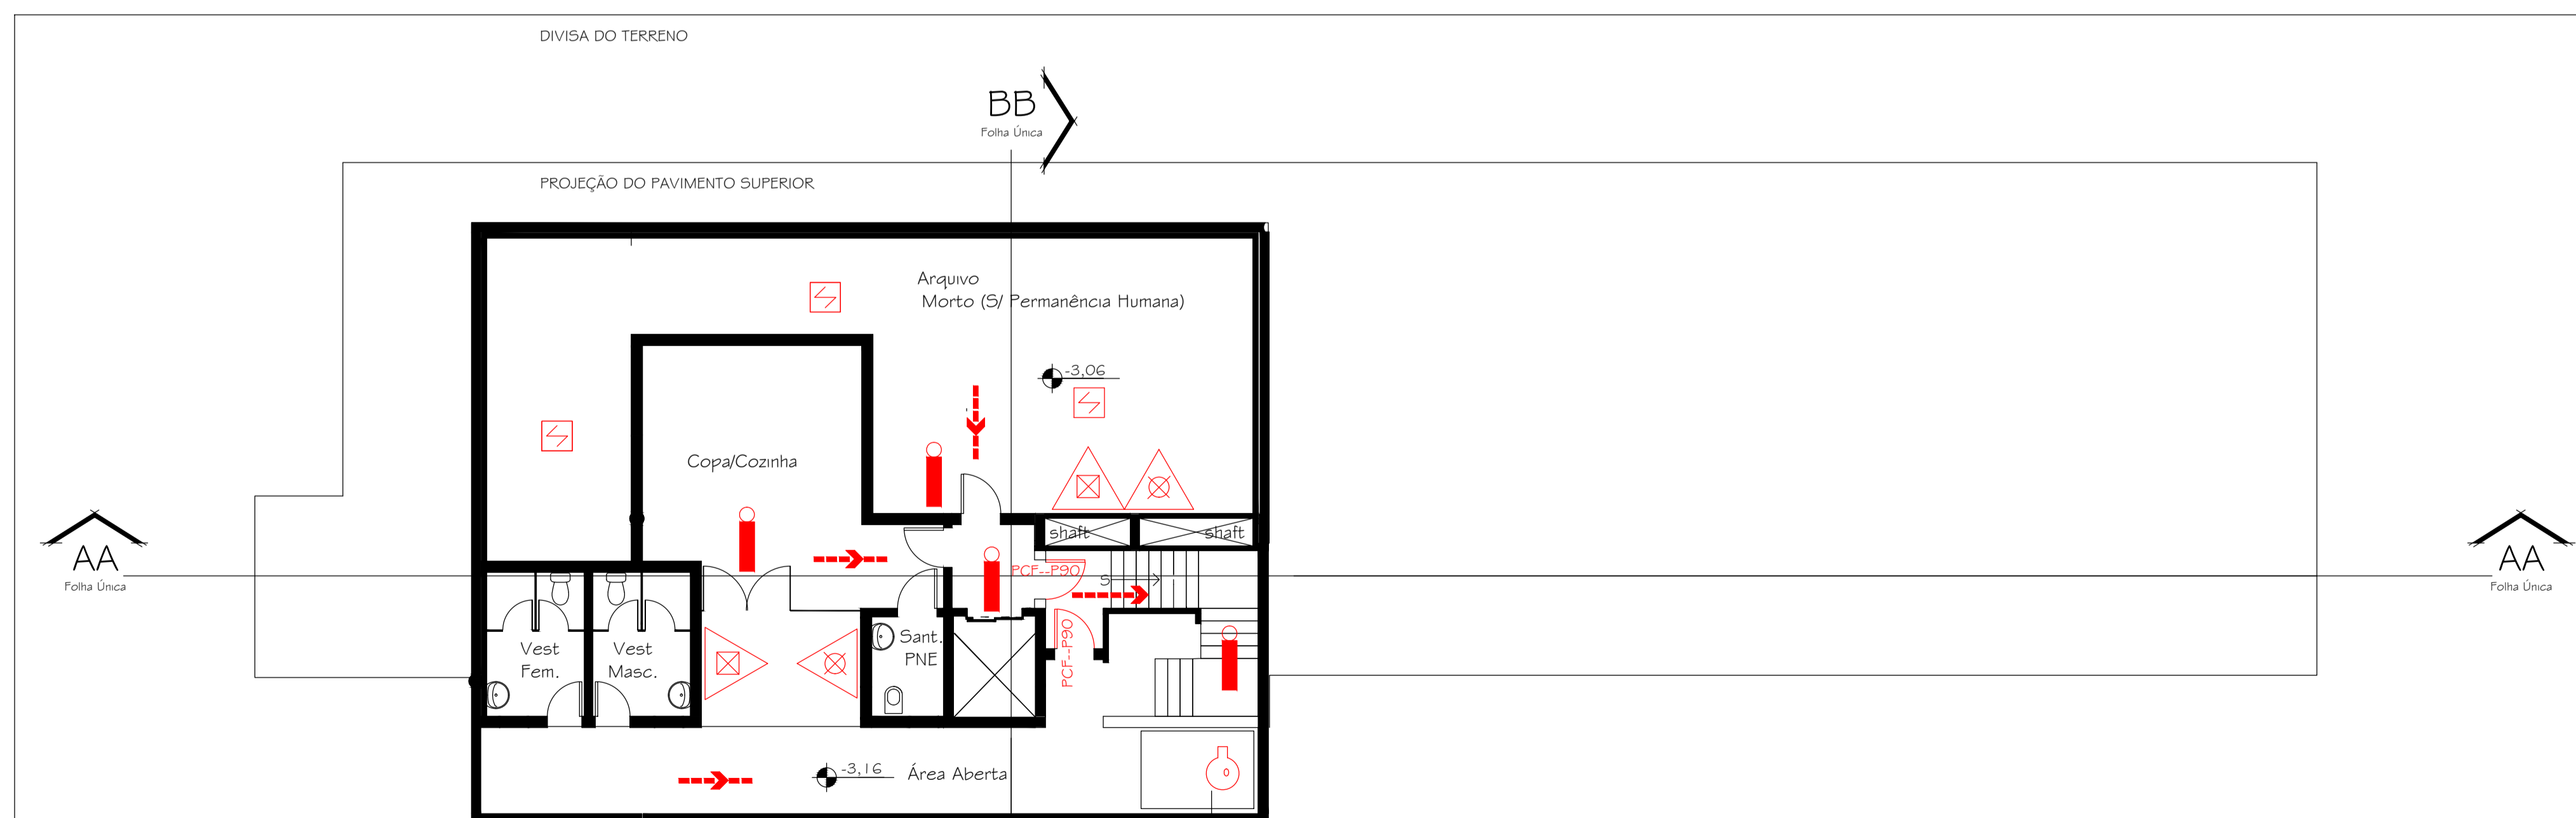 DIVISA DO TERRENO
BB
Folha Única
PROJEÇÃO DO PAVIMENTO SUPERIOR
Arquivo
Morto (S/ Permanência Humana)
-3,06
Copa/Cozinha
shaft
shaft
AA
Folha Única
PCF--P90
S
AA
Folha Única
Vest
Fem.
Vest
Masc.
Sant.
PNE
PCF--P90
-3,16
Área Aberta